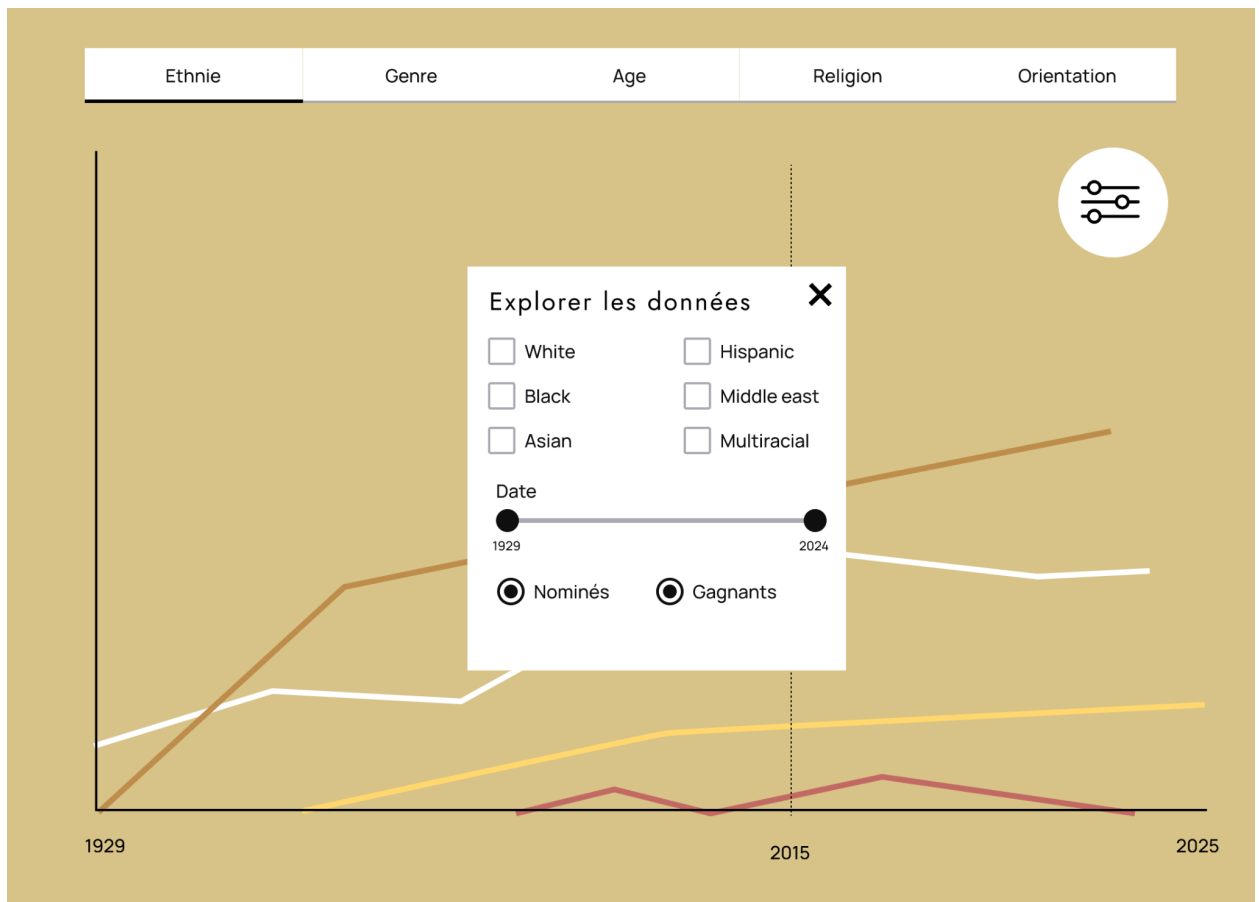 Ethnie Genre Age Religion Orientation
Explorer les données
White Hispanic
Black Middle east
Asian Multiracial
Date
1929 2024
Nominés Gagnants
1929 2015 2025